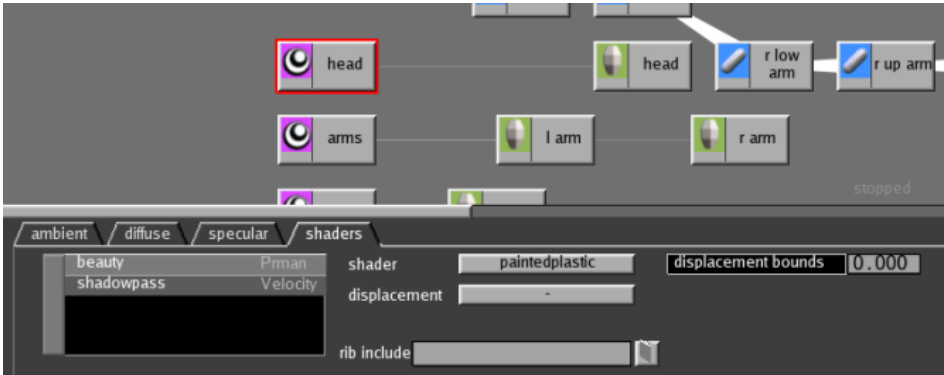 head
head
r low
arm
r up arm
arms
l arm
r arm
stopped
ambient
diffuse
specular
shaders
beauty Prman
shadowpass Velocity
shader paintedplastic
displacement bounds 0.000
displacement -
rib include